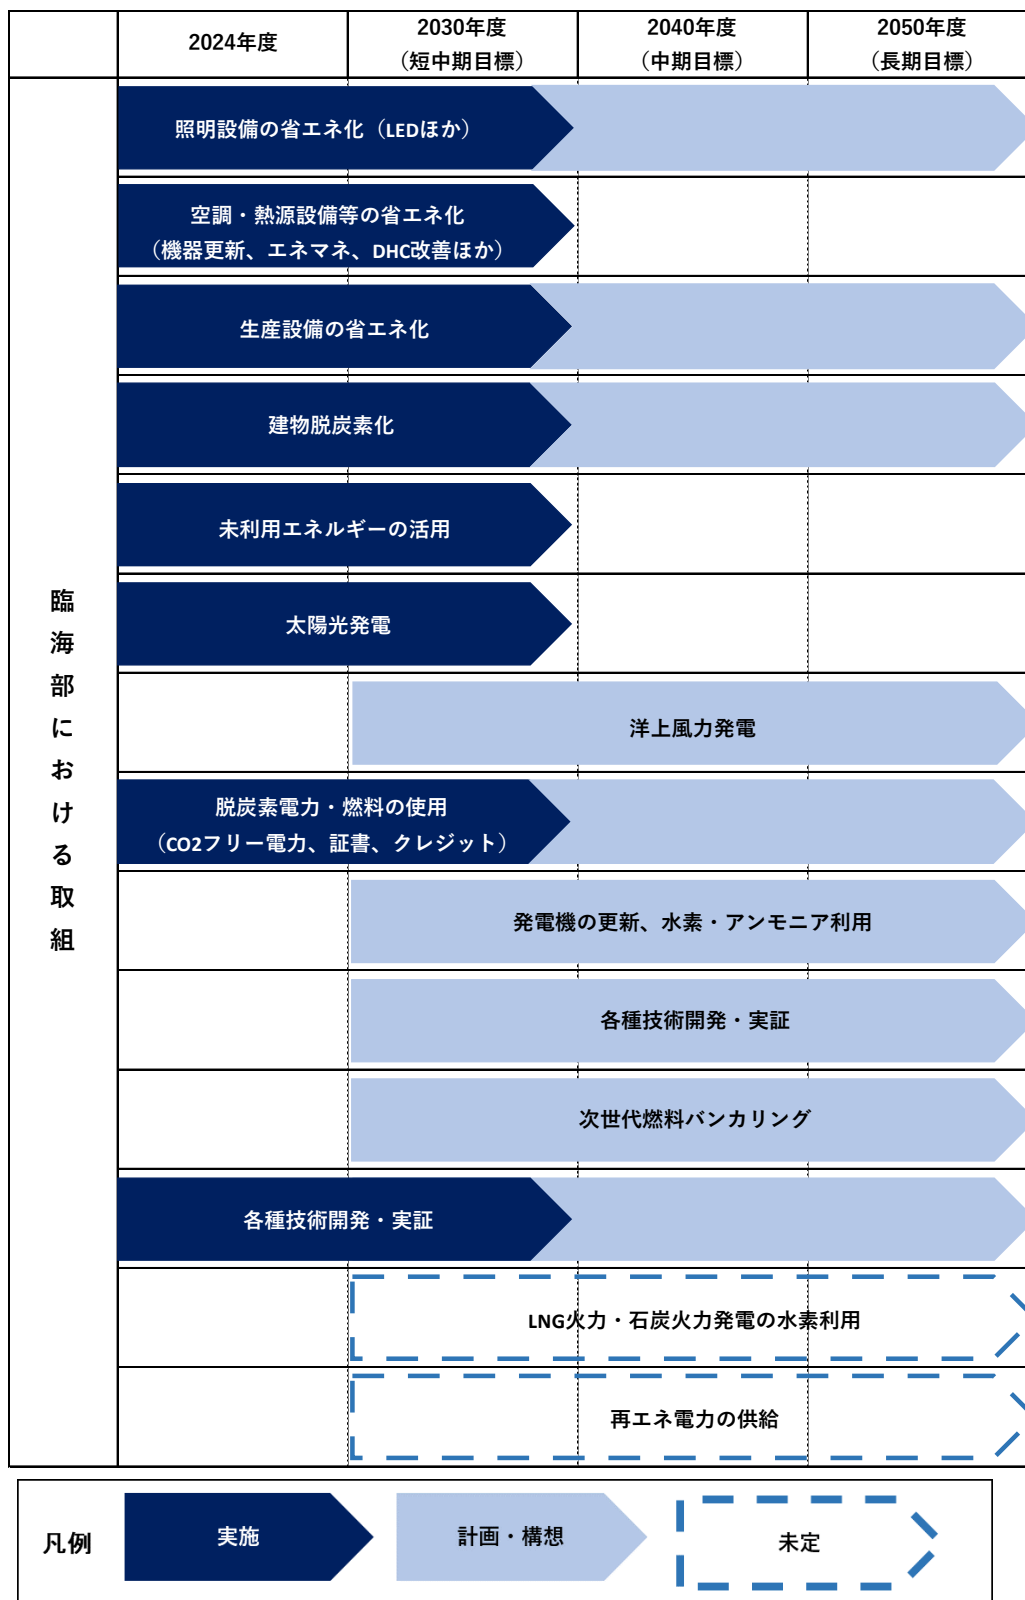 2024年度
2030年度
（短中期目標）
2040年度
（中期目標）
2050年度
（長期目標）
臨海部における取組
照明設備の省エネ化（LEDほか）
空調・熱源設備等の省エネ化
（機器更新、エネマネ、DHC改善ほか）
生産設備の省エネ化
建物脱炭素化
未利用エネルギーの活用
太陽光発電
洋上風力発電
脱炭素電力・燃料の使用
（CO2フリー電力、証書、クレジット）
発電機の更新、水素・アンモニア利用
各種技術開発・実証
次世代燃料バンカリング
各種技術開発・実証
LNG火力・石炭火力発電の水素利用
再エネ電力の供給
凡例
実施
計画・構想
未定